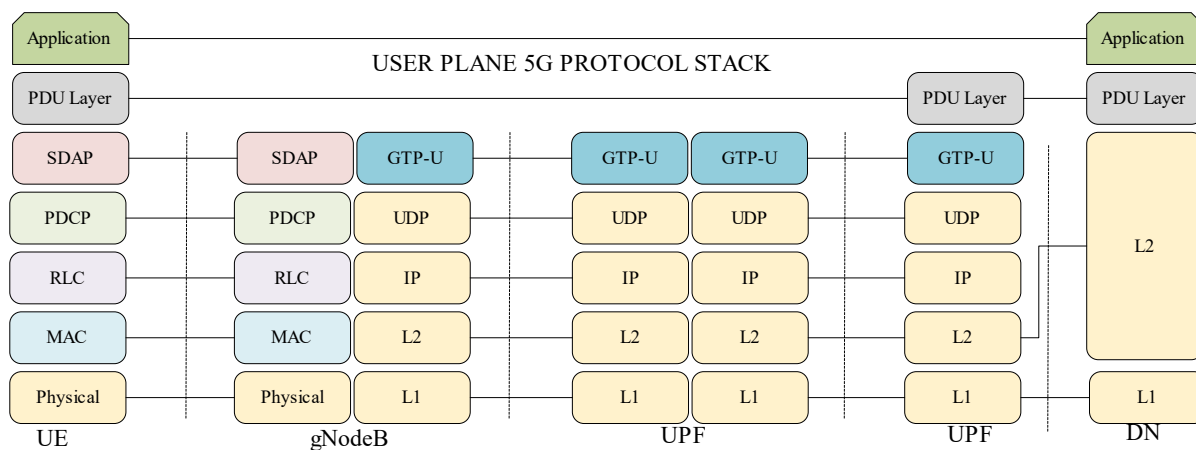 Application
Application
USER PLANE 5G PROTOCOL STACK
PDU Layer
PDU Layer
PDU Layer
SDAP
SDAP
GTP-U
GTP-U
GTP-U
GTP-U
PDCP
PDCP
UDP
UDP
UDP
UDP
L2
RLC
RLC
IP
IP
IP
IP
MAC
MAC
L2
L2
L2
L2
Physical
Physical
L1
L1
L1
L1
L1
UE
gNodeB
UPF
UPF
DN